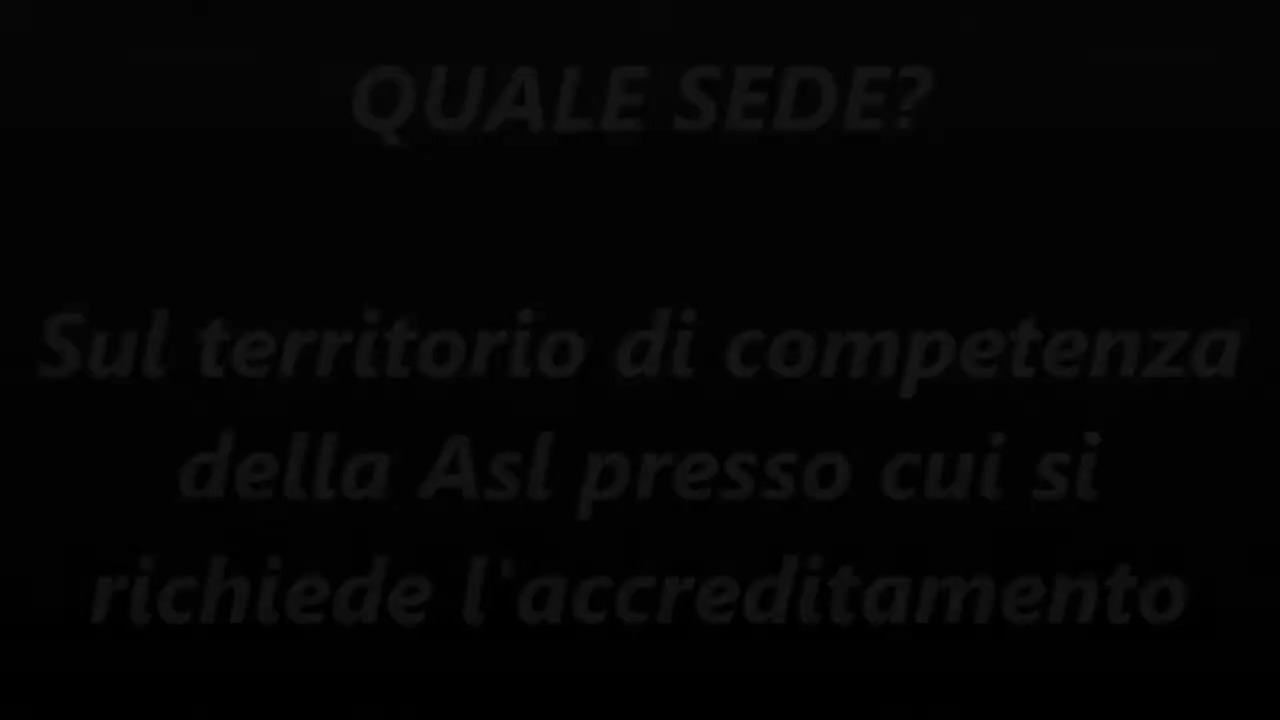 QUALE SEDE?
Sul territorio di competenza
della Asl presso cui si
richiede l'accreditamento